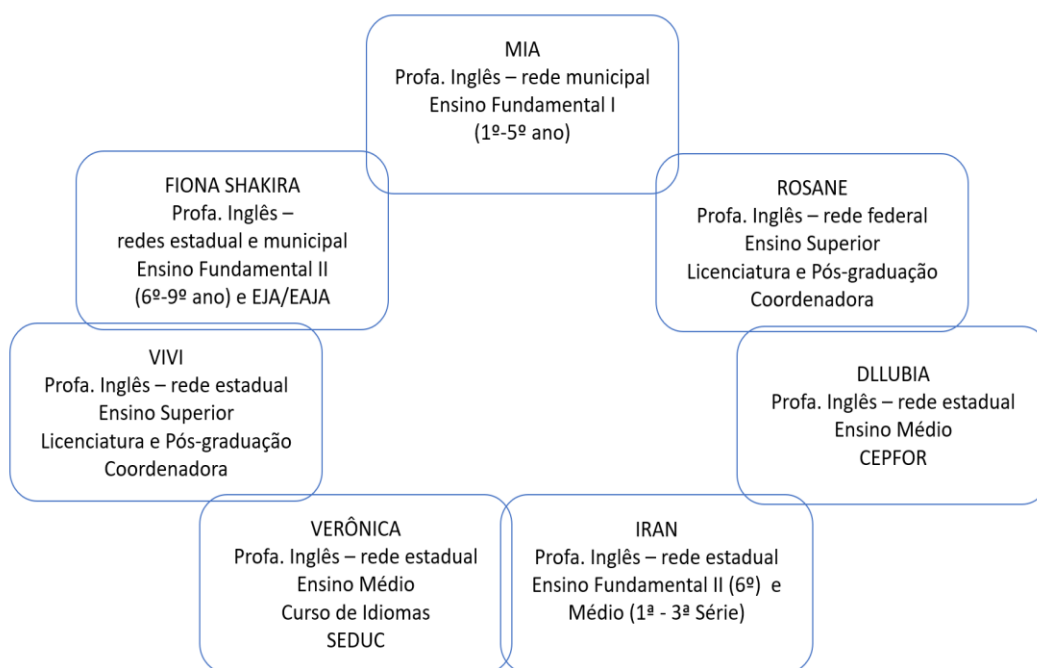 MIA
Profa. Inglês – rede municipal
Ensino Fundamental I
(1º-5º ano)
FIONA SHAKIRA
Profa. Inglês –
redes estadual e municipal
Ensino Fundamental II
(6º-9º ano) e EJA/EAJA
ROSANE
Profa. Inglês – rede federal
Ensino Superior
Licenciatura e Pós-graduação
Coordenadora
VIVI
Profa. Inglês – rede estadual
Ensino Superior
Licenciatura e Pós-graduação
Coordenadora
DLLUBIA
Profa. Inglês – rede estadual
Ensino Médio
CEPFOR
VERÔNICA
Profa. Inglês – rede estadual
Ensino Médio
Curso de Idiomas
SEDUC
IRAN
Profa. Inglês – rede estadual
Ensino Fundamental II (6º) e
Médio (1ª - 3ª Série)